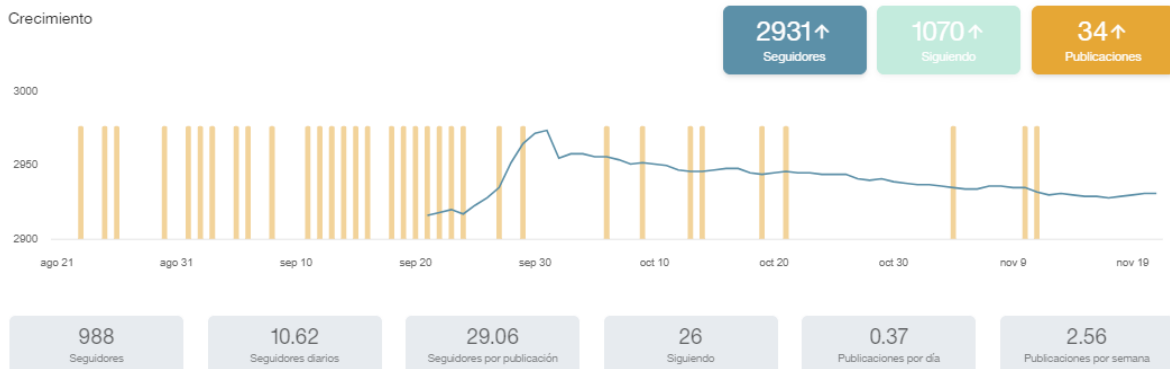 Crecimiento
2931↑
Seguidores
1070↑
Siguiendo
34↑
Publicaciones
3000
2950
2900
ago 21
ago 31
sep 10
sep 20
sep 30
oct 10
oct 20
oct 30
nov 9
nov 19
988
Seguidores
10.62
Seguidores diarios
29.06
Seguidores por publicación
26
Siguiendo
0.37
Publicaciones por día
2.56
Publicaciones por semana